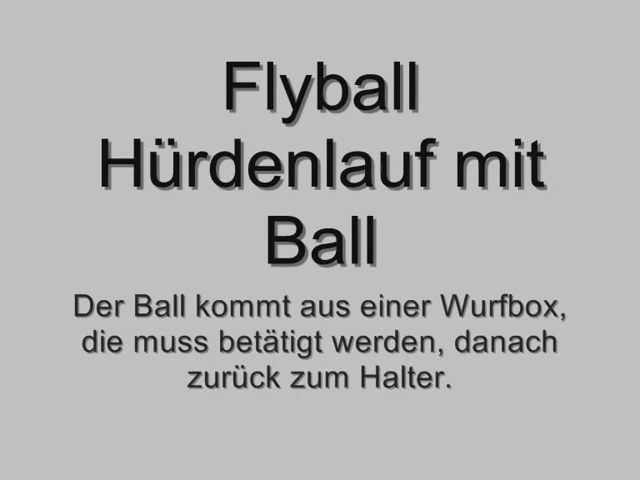 Flyball
Hürdenlauf mit
Ball
Der Ball kommt aus einer Wurfbox,
die muss betätigt werden, danach
zurück zum Halter.